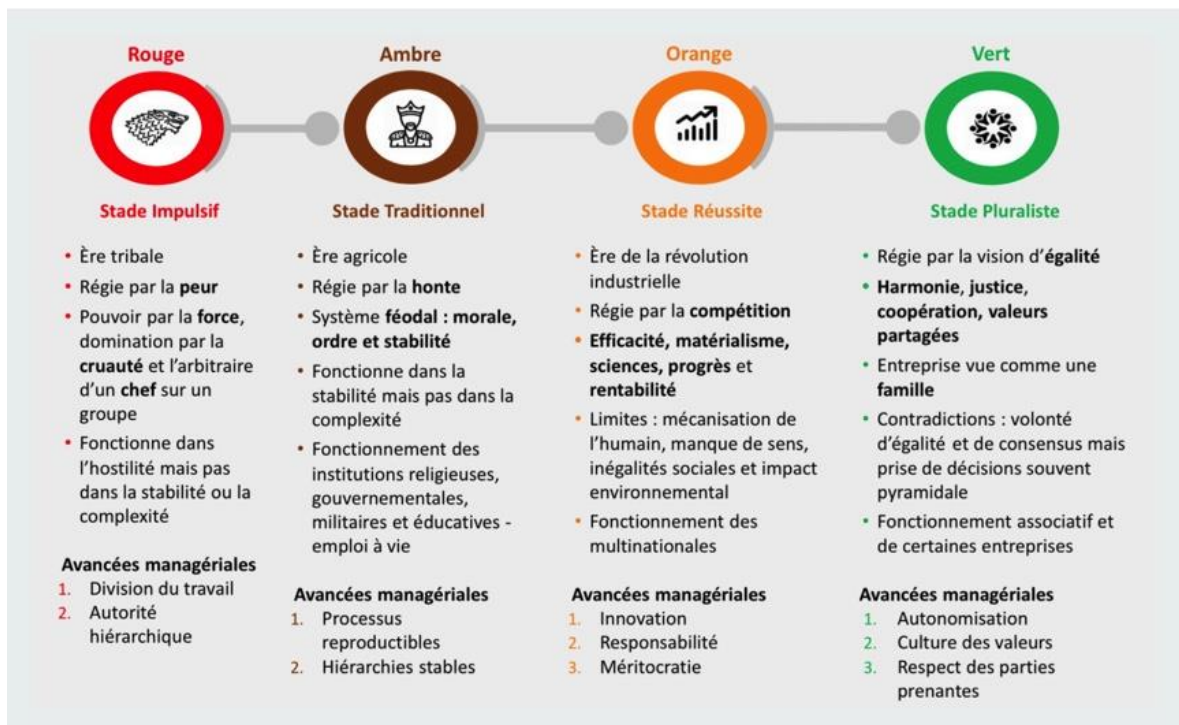 Rouge
Stade Impulsif
• Ère tribale
• Régie par la peur
• Pouvoir par la force,
domination par la
cruauté et l'arbitraire
d'un chef sur un
groupe
• Fonctionne dans
l'hostilité mais pas
dans la stabilité ou la
complexité
Avancées managériales
1. Division du travail
2. Autorité
hiérarchique
Ambre
Stade Traditionnel
• Ère agricole
• Régie par la honte
• Système féodal : morale,
ordre et stabilité
• Fonctionne dans la
stabilité mais pas dans la
complexité
• Fonctionnement des
institutions religieuses,
gouvernementales,
militaires et éducatives -
emploi à vie
Avancées managériales
1. Processus
reproductibles
2. Hiérarchies stables
Orange
Stade Réussite
• Ère de la révolution
industrielle
• Régie par la compétition
• Efficacité, matérialisme,
sciences, progrès et
rentabilité
• Limites : mécanisation de
l'humain, manque de sens,
inégalités sociales et impact
environnemental
• Fonctionnement des
multinationales
Avancées managériales
1. Innovation
2. Responsabilité
3. Méritocratie
Vert
Stade Pluraliste
• Régie par la vision d'égalité
• Harmonie, justice,
coopération, valeurs
partagées
• Entreprise vue comme une
famille
• Contradictions : volonté
d'égalité et de consensus mais
prise de décisions souvent
pyramidale
• Fonctionnement associatif et
de certaines entreprises
Avancées managériales
1. Autonomisation
2. Culture des valeurs
3. Respect des parties
prenantes